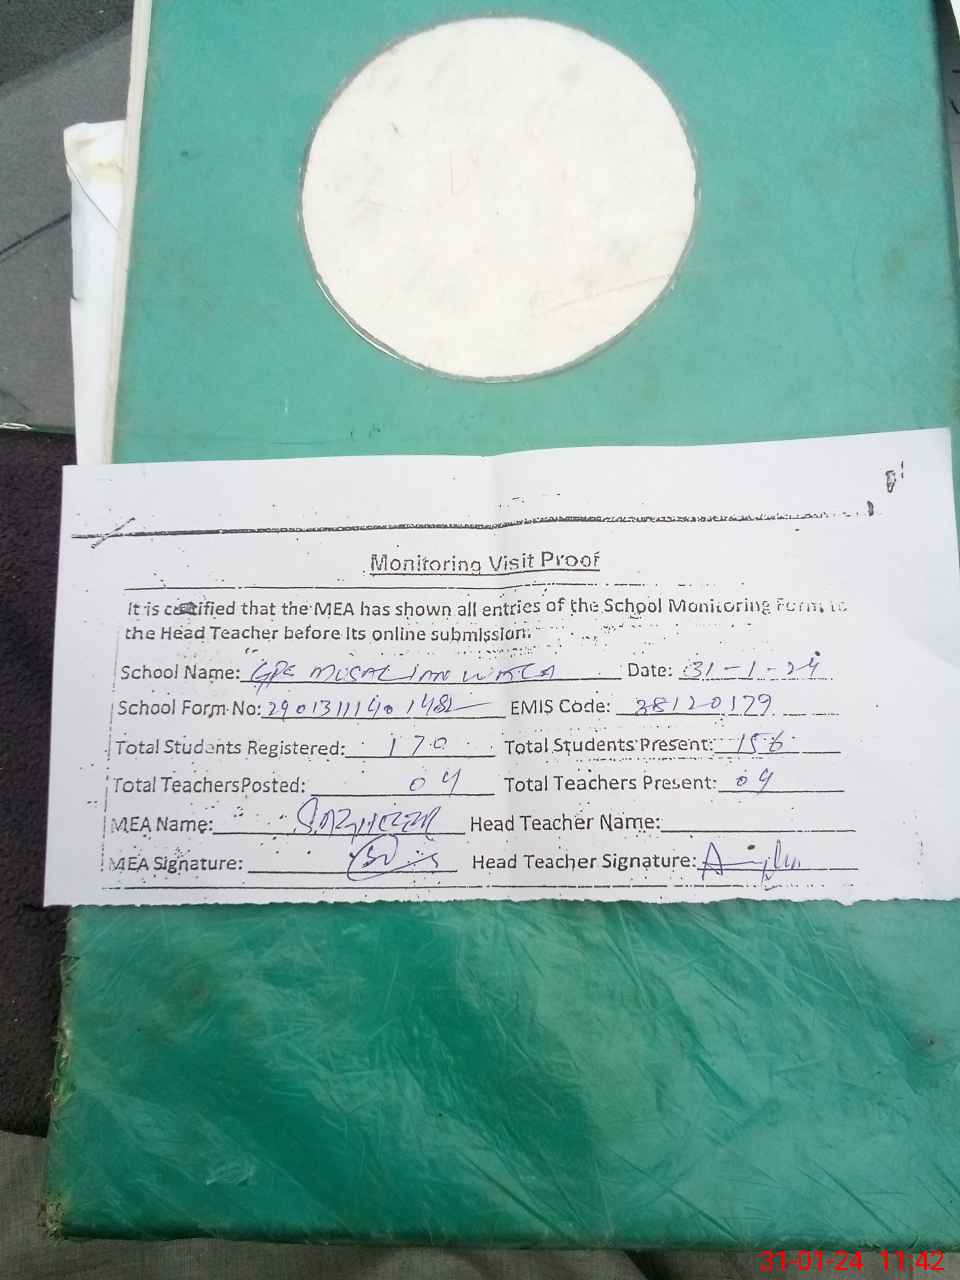 Monitoring Visit Proof
It is certified that the MEA has shown all entries of the School Monitoring Form to
the Head Teacher before its online submission.
School Name: GPS Date: 31-1-24
School Form No: EMIS Code: 38120179
Total Students Registered: 170 Total Students Present: 156
Total TeachersPosted: 04 Total Teachers Present: 04
MEA Name: Head Teacher Name:
MEA Signature: Head Teacher Signature:
31-01-24 11:42